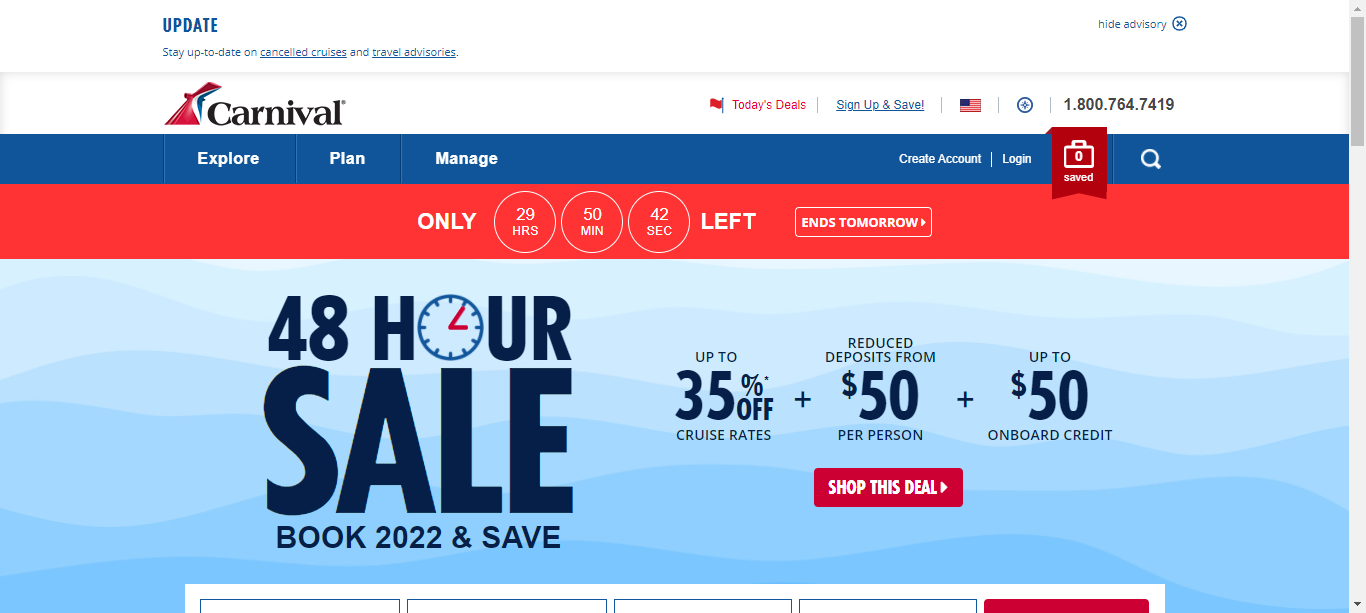 UPDATE
hide advisory
Stay up-to-date on cancelled cruises and travel advisories.
Carnival®
Today's Deals
Sign Up & Save!
1.800.764.7419
Explore
Plan
Manage
Create Account
Login
0
saved
ONLY
29
HRS
50
MIN
42
SEC
LEFT
ENDS TOMORROW
48 HOUR
SALE
BOOK 2022 & SAVE
UP TO
35%*
OFF
CRUISE RATES
+
REDUCED
DEPOSITS FROM
$50
PER PERSON
+
UP TO
$50
ONBOARD CREDIT
SHOP THIS DEAL